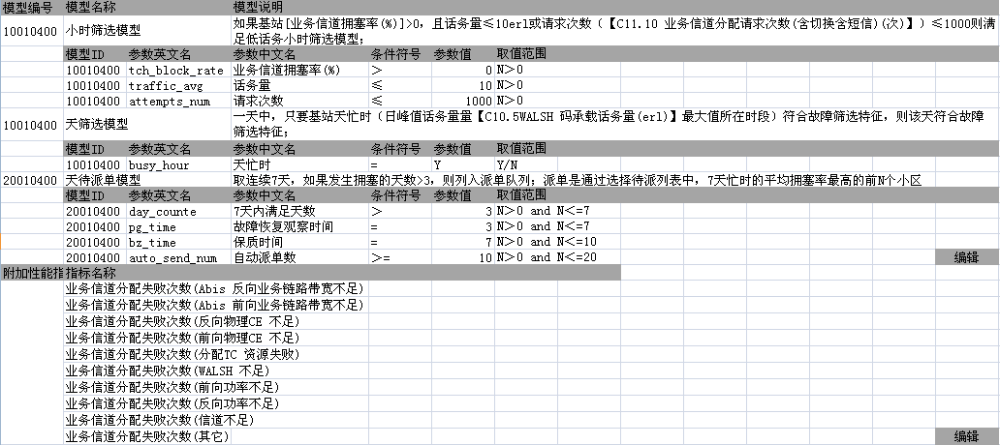 模型编号 模型名称 模型说明
10010400 小时筛选模型 如果基站[业务信道拥塞率(%)]>0，且话务量≤10erl或请求次数（【C11.10 业务信道分配请求次数(含切换含短信)(次)】）≤1000则满
足低话务小时筛选模型；
模型ID 参数英文名 参数中文名 条件符号 参数值 取值范围
10010400 tch_block_rate 业务信道拥塞率(%) ＞ 0 N＞0
10010400 traffic_avg 话务量 ≤ 10 N＞0
10010400 attempts_num 请求次数 ≤ 1000 N＞0
10010400 天筛选模型 一天中，只要基站天忙时（日峰值话务量量【C10.5WALSH 码承载话务量(erl)】最大值所在时段）符合故障筛选特征，则该天符合故障
筛选特征；
模型ID 参数英文名 参数中文名 条件符号 参数值 取值范围
10010400 busy_hour 天忙时 = Y Y/N
20010400 天待派单模型 取连续7天，如果发生拥塞的天数>3，则列入派单队列；派单是通过选择待派列表中，7天忙时的平均拥塞率最高的前N个小区
模型ID 参数英文名 参数中文名 条件符号 参数值 取值范围
20010400 day_counte 7天内满足天数 ＞ 3 N＞0 and N＜=7
20010400 pg_time 故障恢复观察时间 = 3 N＞0 and N＜=7
20010400 bz_time 保质时间 = 7 N＞0 and N＜=10
20010400 auto_send_num 自动派单数 ＞= 10 N＞0 and N＜=20 编辑
附加性能指 指标名称
业务信道分配失败次数(Abis 反向业务链路带宽不足)
业务信道分配失败次数(Abis 前向业务链路带宽不足)
业务信道分配失败次数(反向物理CE 不足)
业务信道分配失败次数(前向物理CE 不足)
业务信道分配失败次数(分配TC 资源失败)
业务信道分配失败次数(WALSH 不足)
业务信道分配失败次数(前向功率不足)
业务信道分配失败次数(反向功率不足)
业务信道分配失败次数(信道不足)
业务信道分配失败次数(其它) 编辑